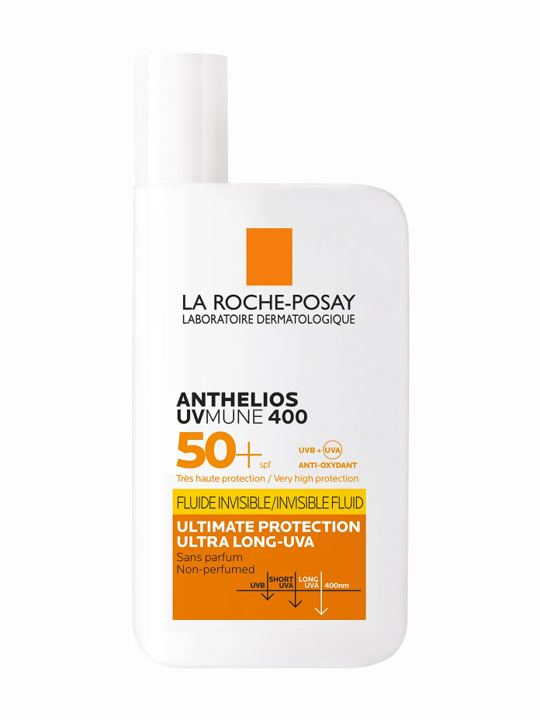 LA ROCHE-POSAY
LABORATOIRE DERMATOLOGIQUE
ANTHELIOS
UVMUNE 400
50+ spf
UVB + UVA
ANTI-OXYDANT
Très haute protection / Very high protection
FLUIDE INVISIBLE/INVISIBLE FLUID
ULTIMATE PROTECTION
ULTRA LONG-UVA
Sans parfum
Non-perfumed
UVB
SHORT UVA
LONG UVA
400nm